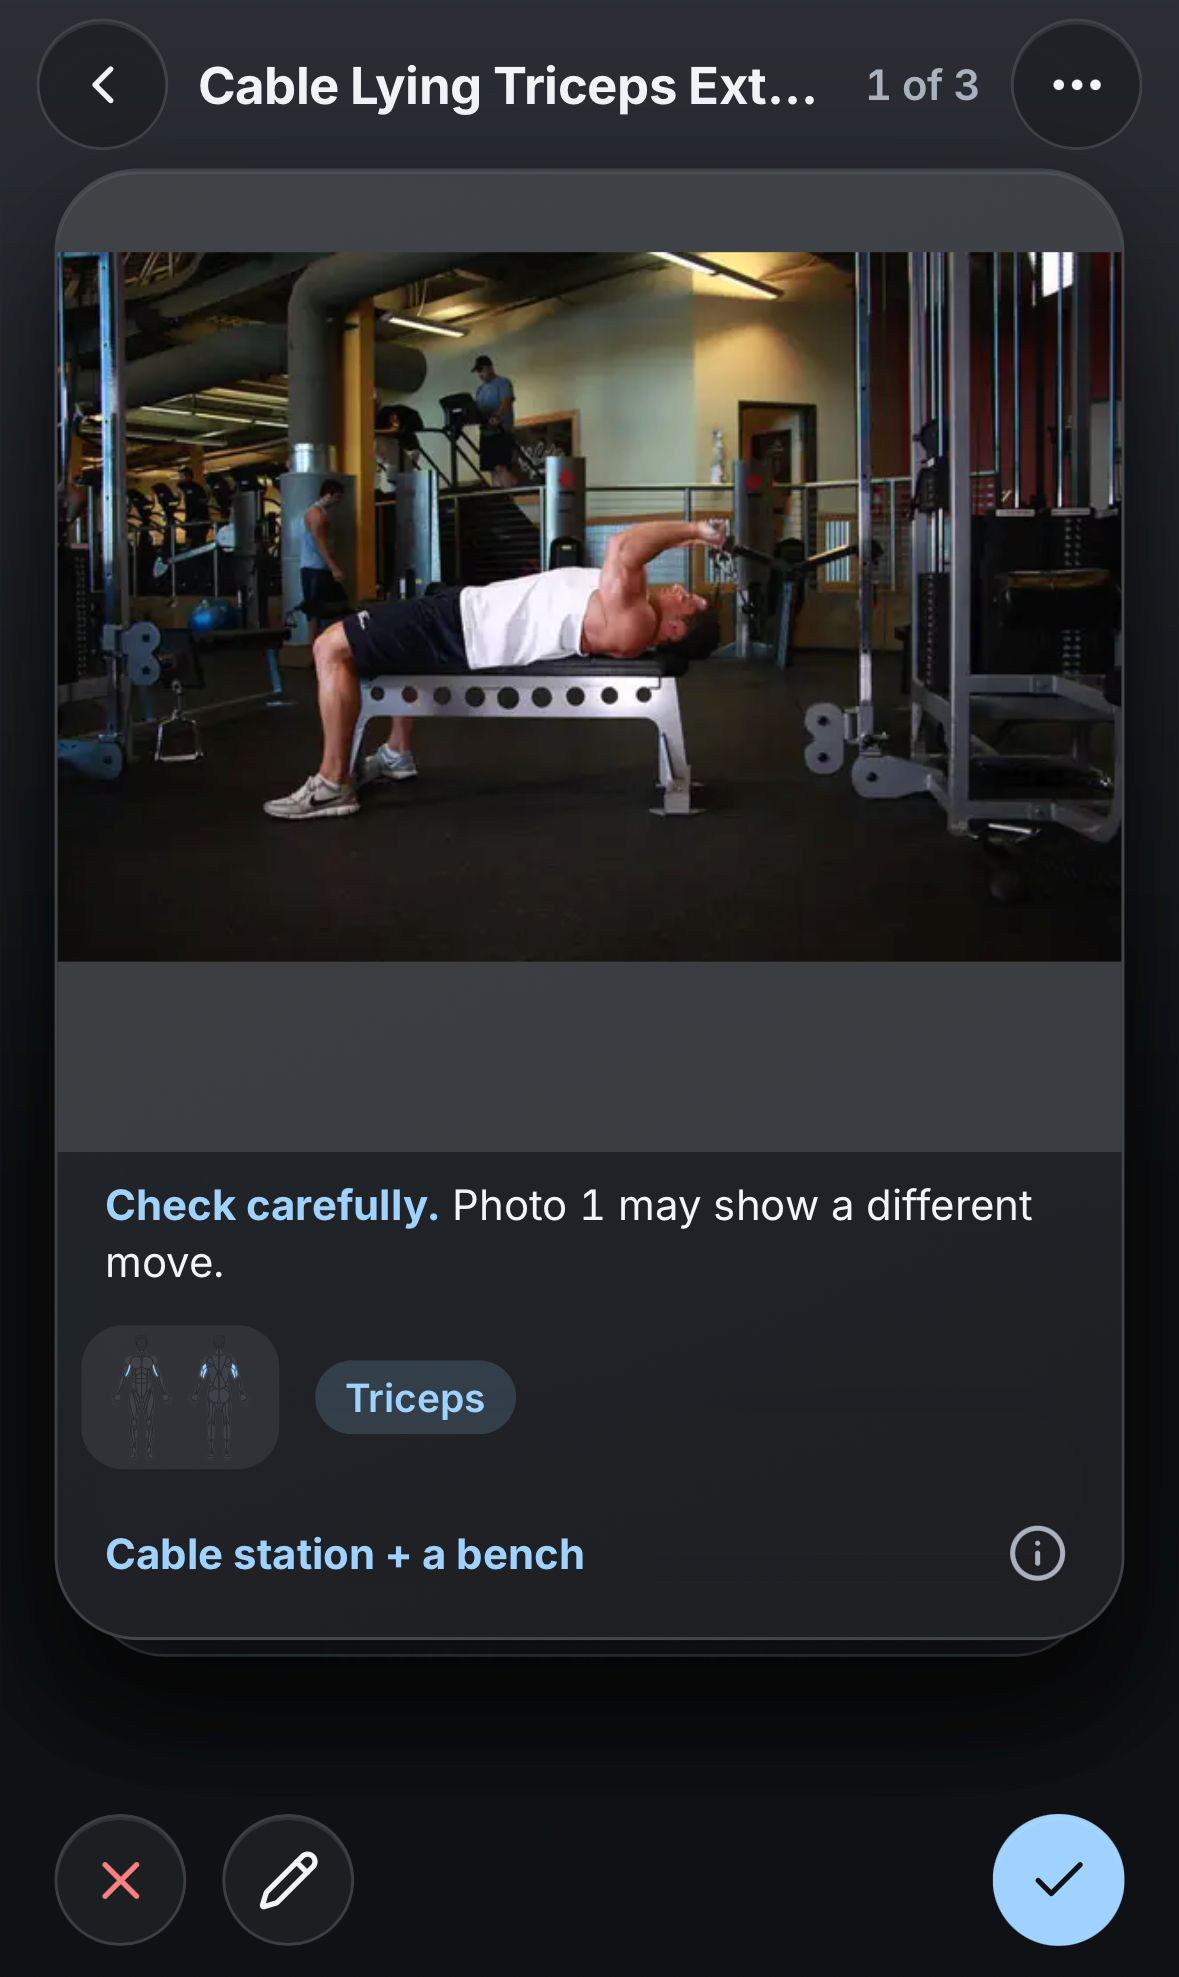 Cable Lying Triceps Ext...
1 of 3
Check carefully. Photo 1 may show a different
move.
Triceps
Cable station + a bench